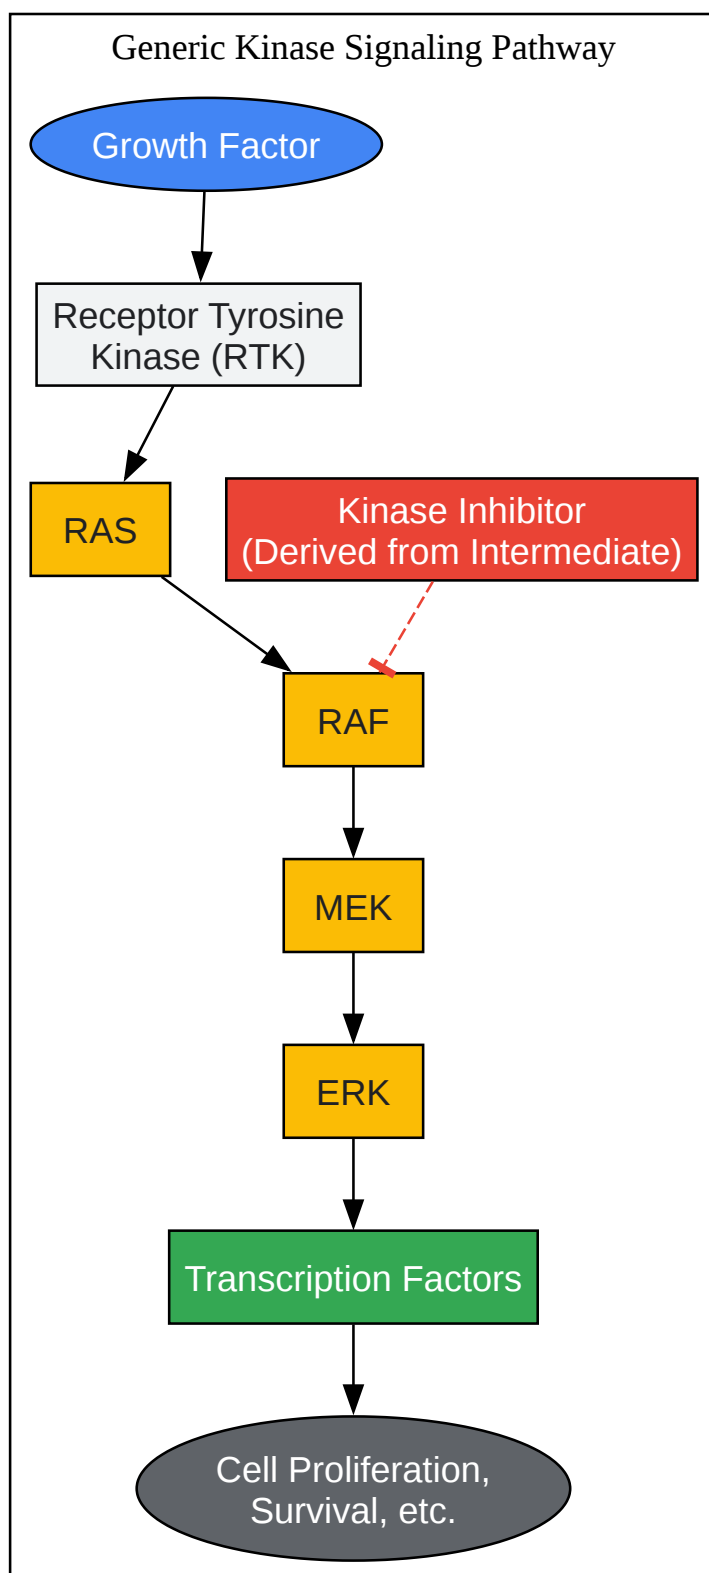 Generic Kinase Signaling Pathway
Growth Factor
Receptor Tyrosine
Kinase (RTK)
RAS
Kinase Inhibitor
(Derived from Intermediate)
RAF
MEK
ERK
Transcription Factors
Cell Proliferation,
Survival, etc.